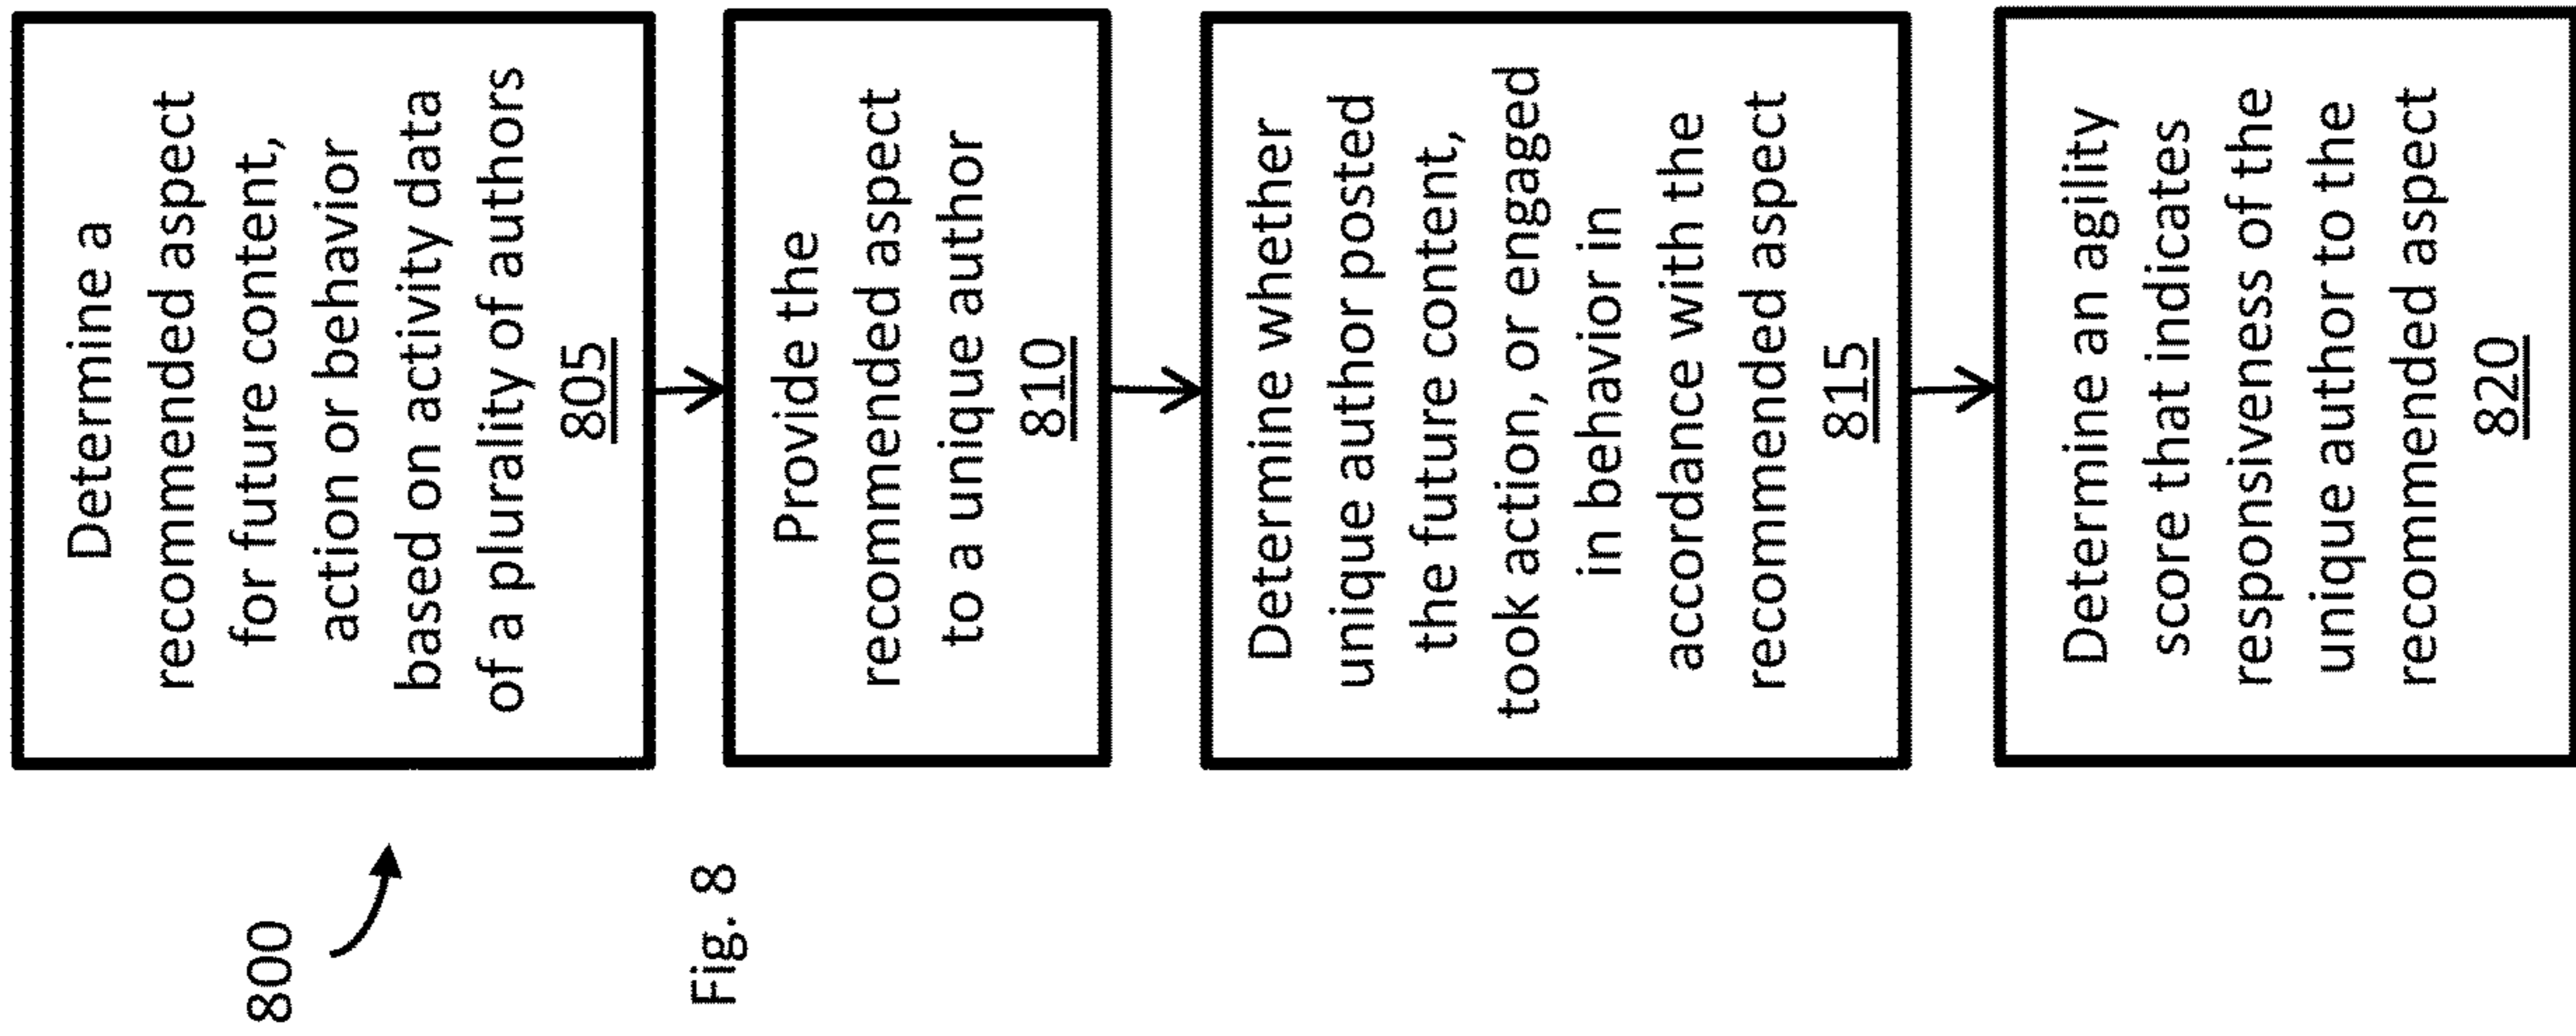 800
Determine a
recommended aspect
for future content,
action or behavior
based on activity data
of a plurality of authors
805
Provide the
recommended aspect
to a unique author
810
Determine whether
unique author posted
the future content,
took action, or engaged
in behavior in
accordance with the
recommended aspect
815
Determine an agility
score that indicates
responsiveness of the
unique author to the
recommended aspect
820
Fig. 8